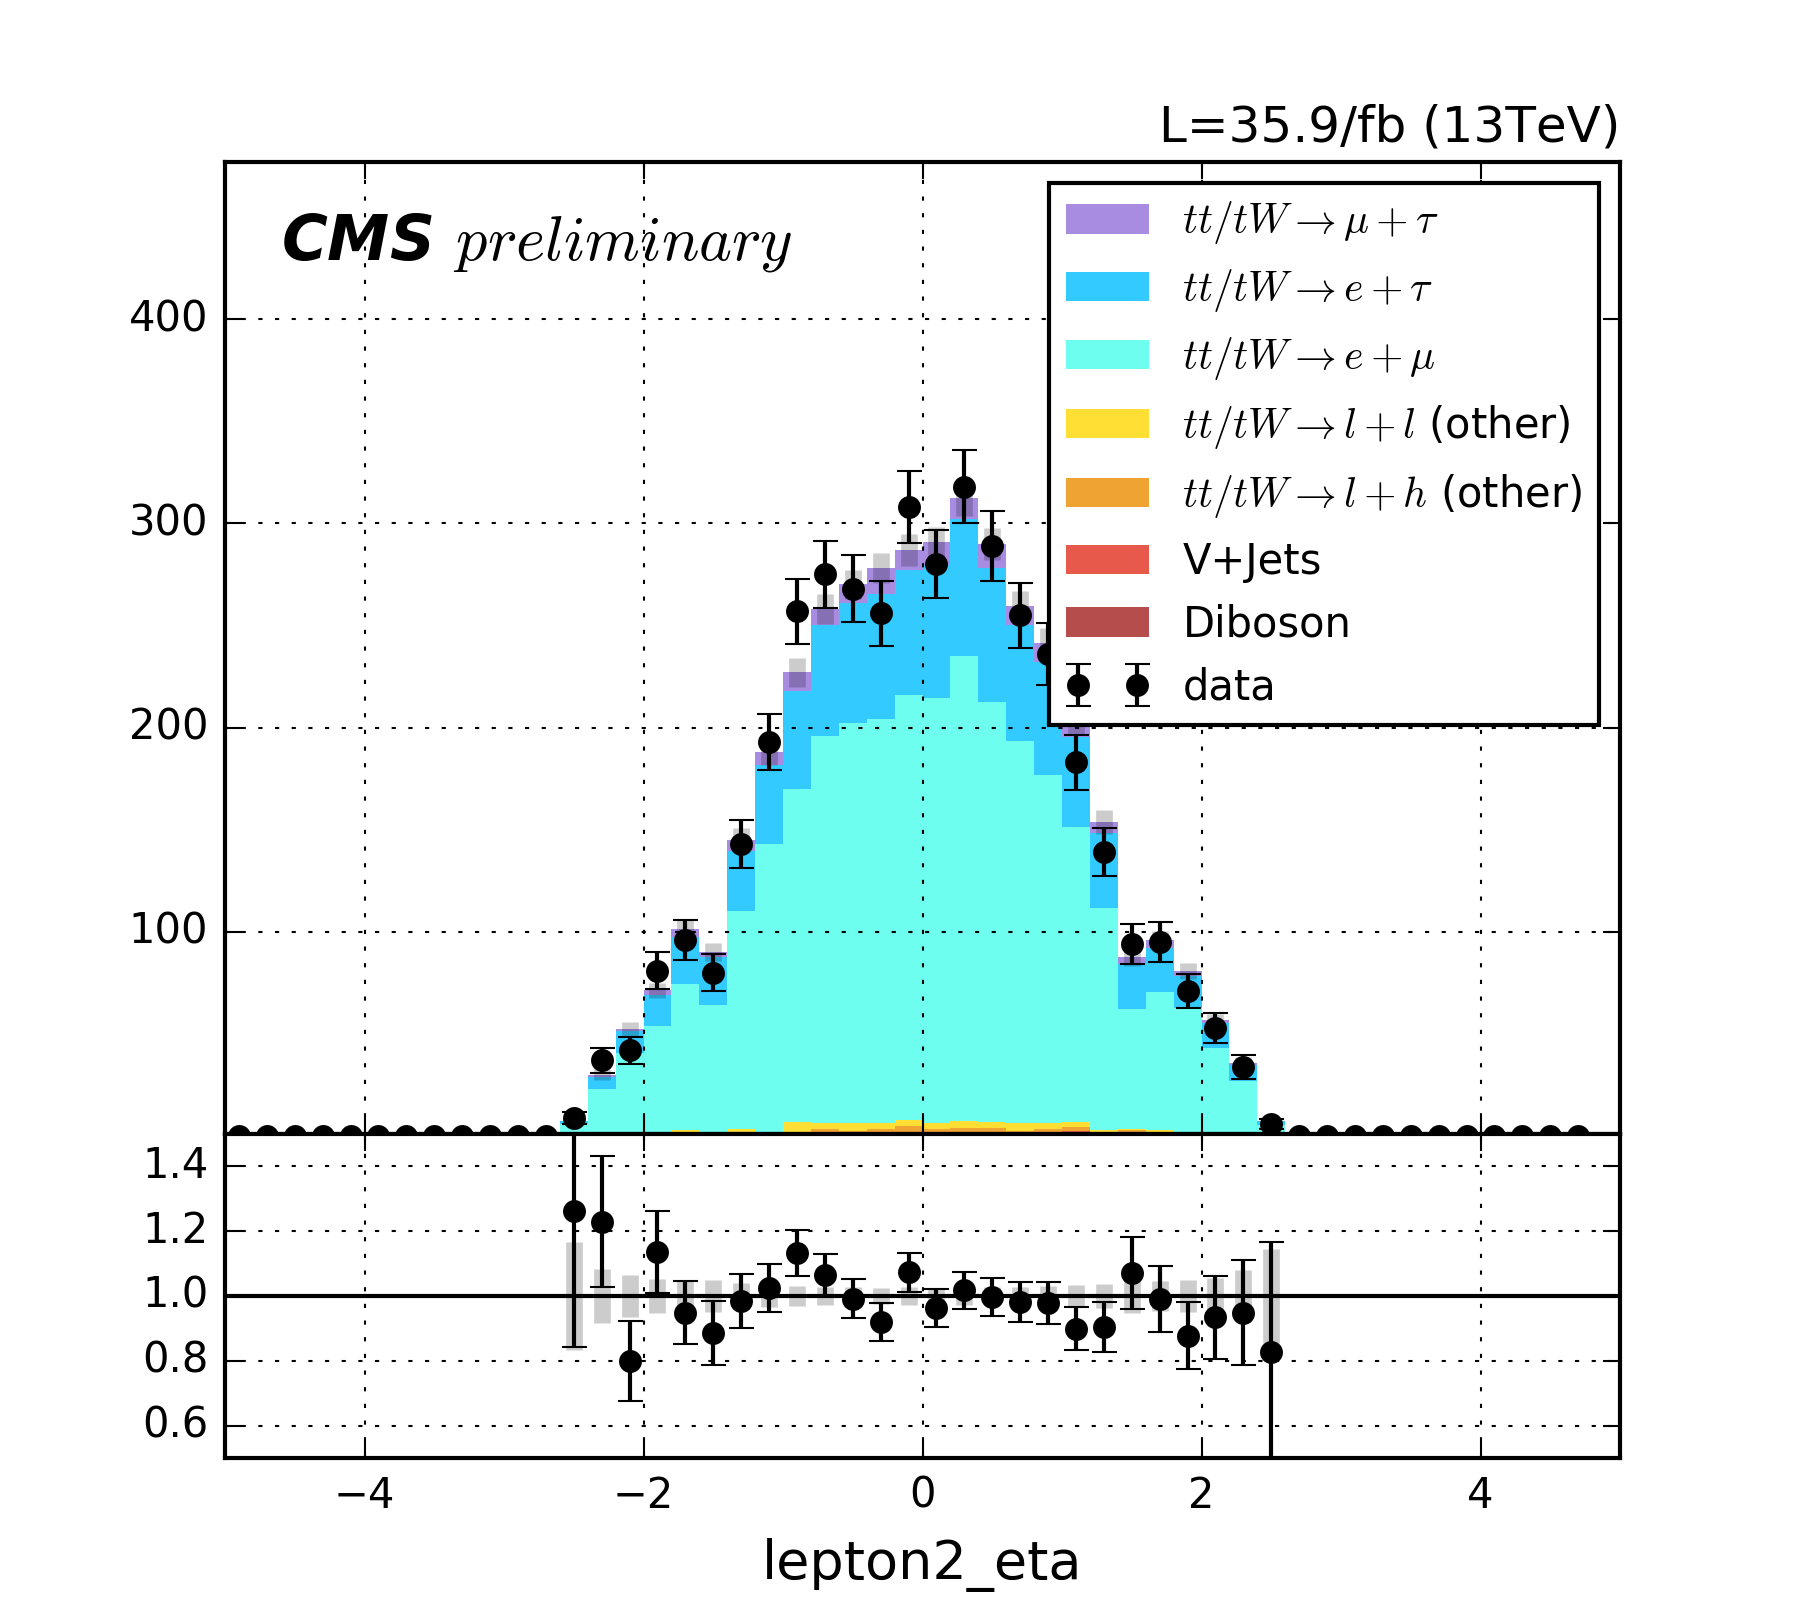 L=35.9/fb (13TeV)
CMS preliminary
tt/tW→μ+τ
tt/tW→e+τ
tt/tW→e+μ
tt/tW→l+l (other)
tt/tW→l+h (other)
V+Jets
Diboson
data
400
300
200
100
1.4
1.2
1.0
0.8
0.6
−4 −2 0 2 4
lepton2_eta